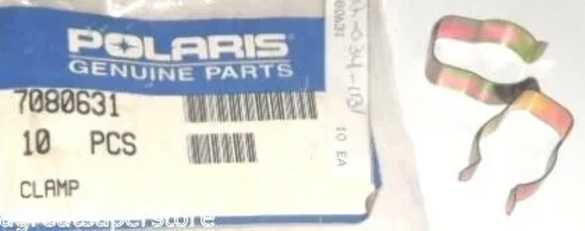 POLARIS
GENUINE PARTS
7080631
10 PCS
CLAMP
10 EA